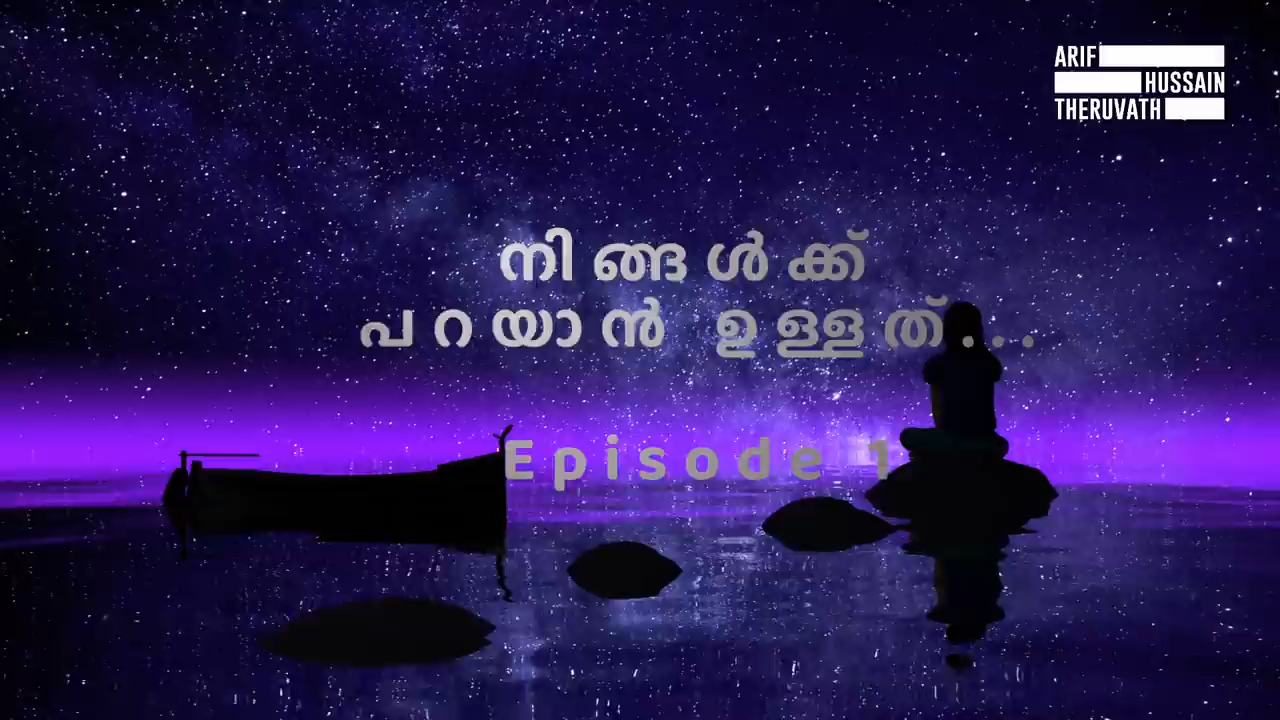 ARIF
HUSSAIN
THERUVATH
നിങ്ങൾക്ക്
പറയാൻ ഉള്ളത്...
Episode 1